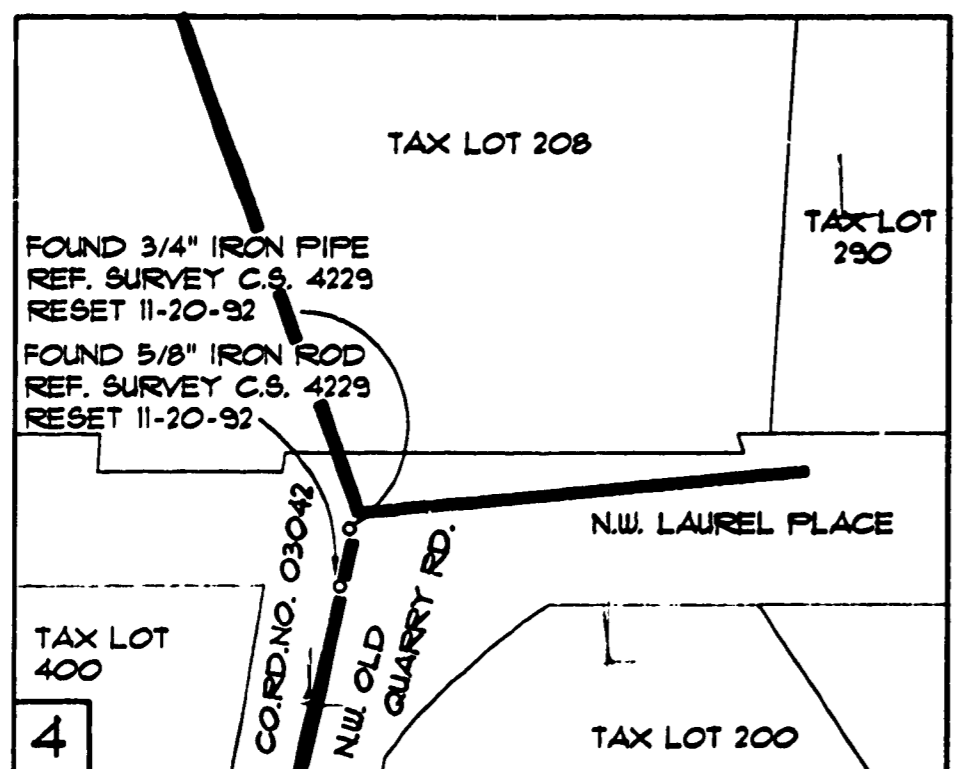 TAX LOT 208
TAX LOT
290
FOUND 3/4" IRON PIPE
REF. SURVEY C.S. 4229
RESET 11-20-92
FOUND 5/8" IRON ROD
REF. SURVEY C.S. 4229
RESET 11-20-92
N.W. LAUREL PLACE
CO.RD.NO. 03042
N.W. OLD
QUARRY RD.
TAX LOT
400
TAX LOT 200
4